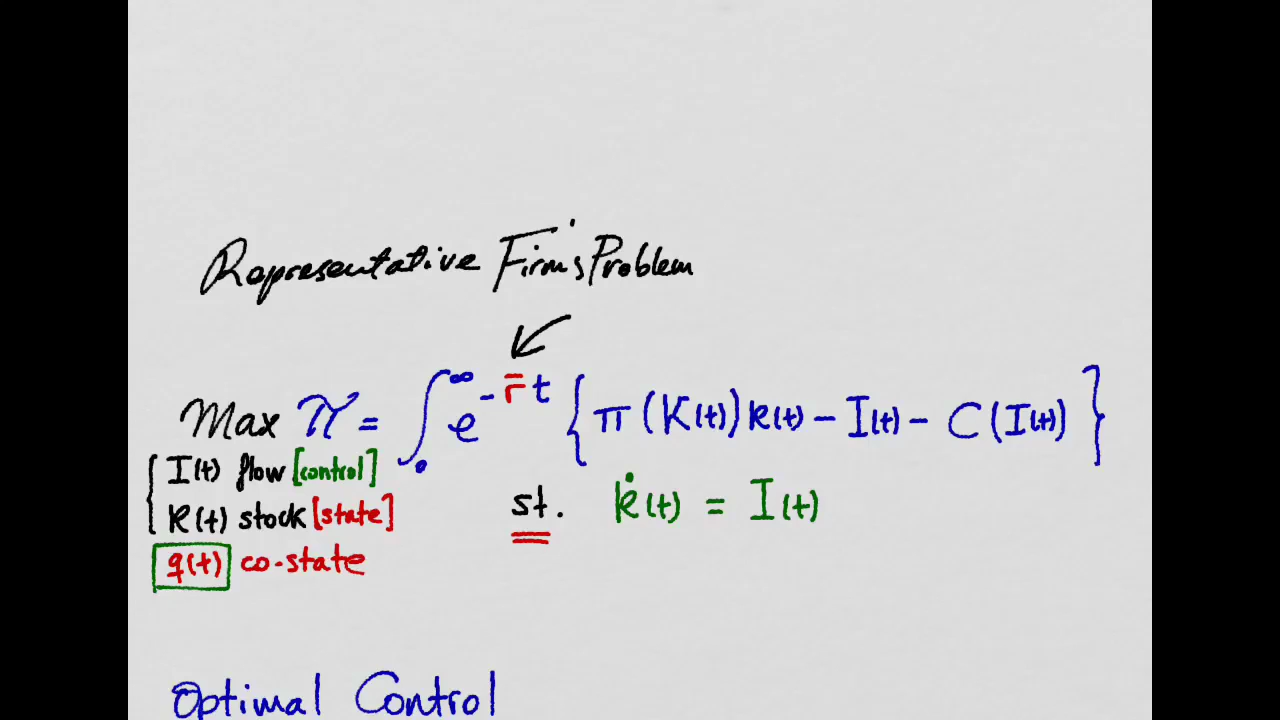 Representative Firm's Problem
Max π = ∫₀^∞ e^{-r̄t} { π(K(t))k(t) - I(t) - C(I(t)) }
I(t) flow [control]
k(t) stock [state]
st. k̇(t) = I(t)
q(t) co-state
Optimal Control